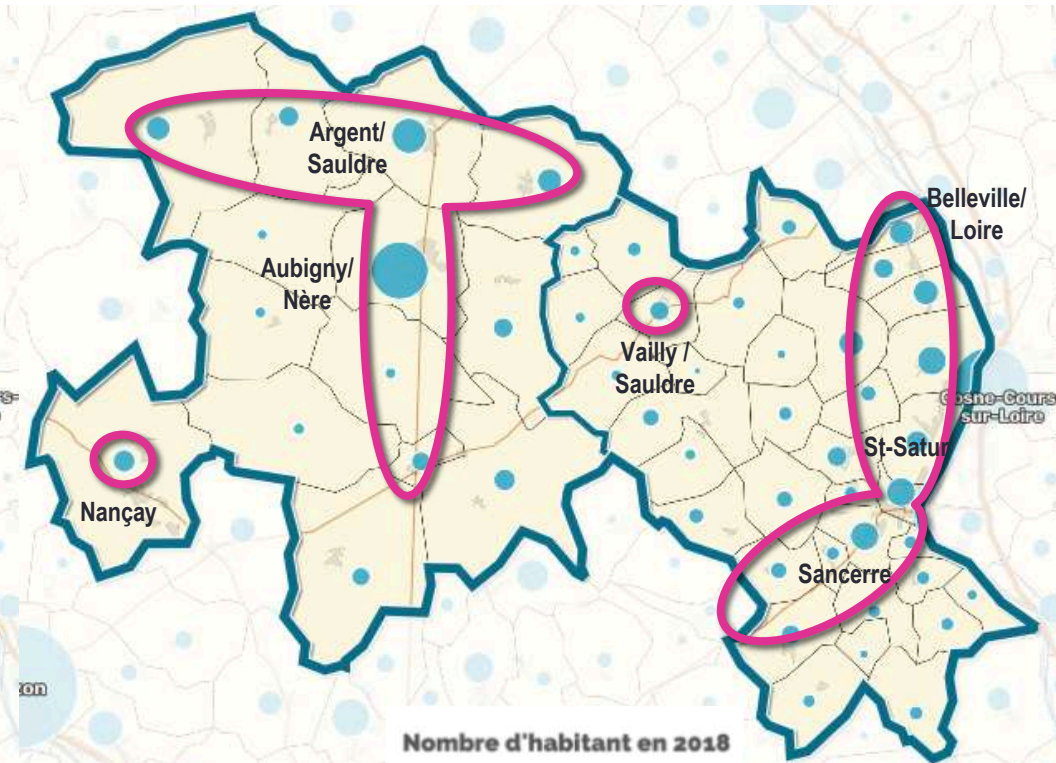 Argent/
Sauldre
Belleville/
Loire
Aubigny/
Nère
Vailly /
Sauldre
Cosne-Cours
sur-Loire
St-Satur
Nançay
Sancerre
Nombre d'habitant en 2018